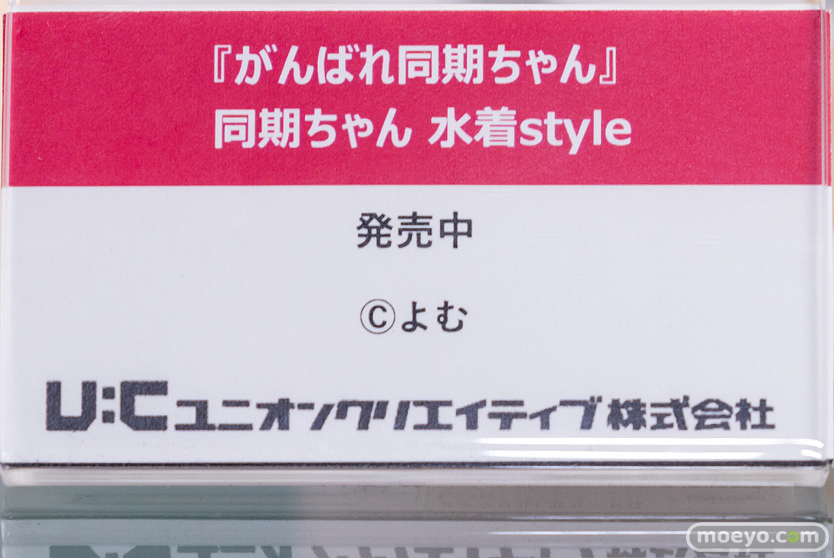 『がんばれ同期ちゃん』
同期ちゃん 水着style
発売中
Ⓒよむ
U:Cユニオンクリエイティブ株式会社
moeyo.com